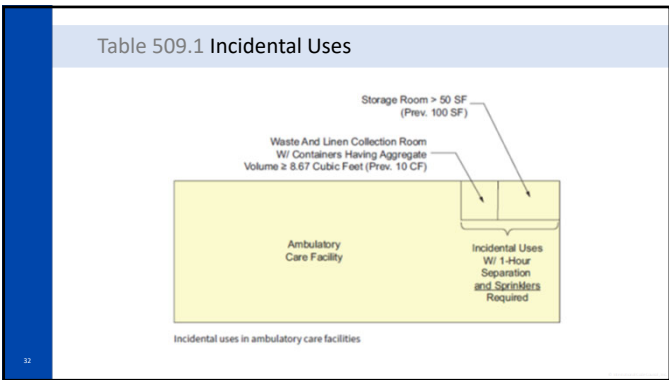 Table 509.1 Incidental Uses
Storage Room > 50 SF
(Prev. 100 SF)
Waste And Linen Collection Room
W/ Containers Having Aggregate
Volume ≥ 8.67 Cubic Feet (Prev. 10 CF)
Ambulatory
Care Facility
Incidental Uses
W/ 1-Hour
Separation
and Sprinklers
Required
Incidental uses in ambulatory care facilities
32